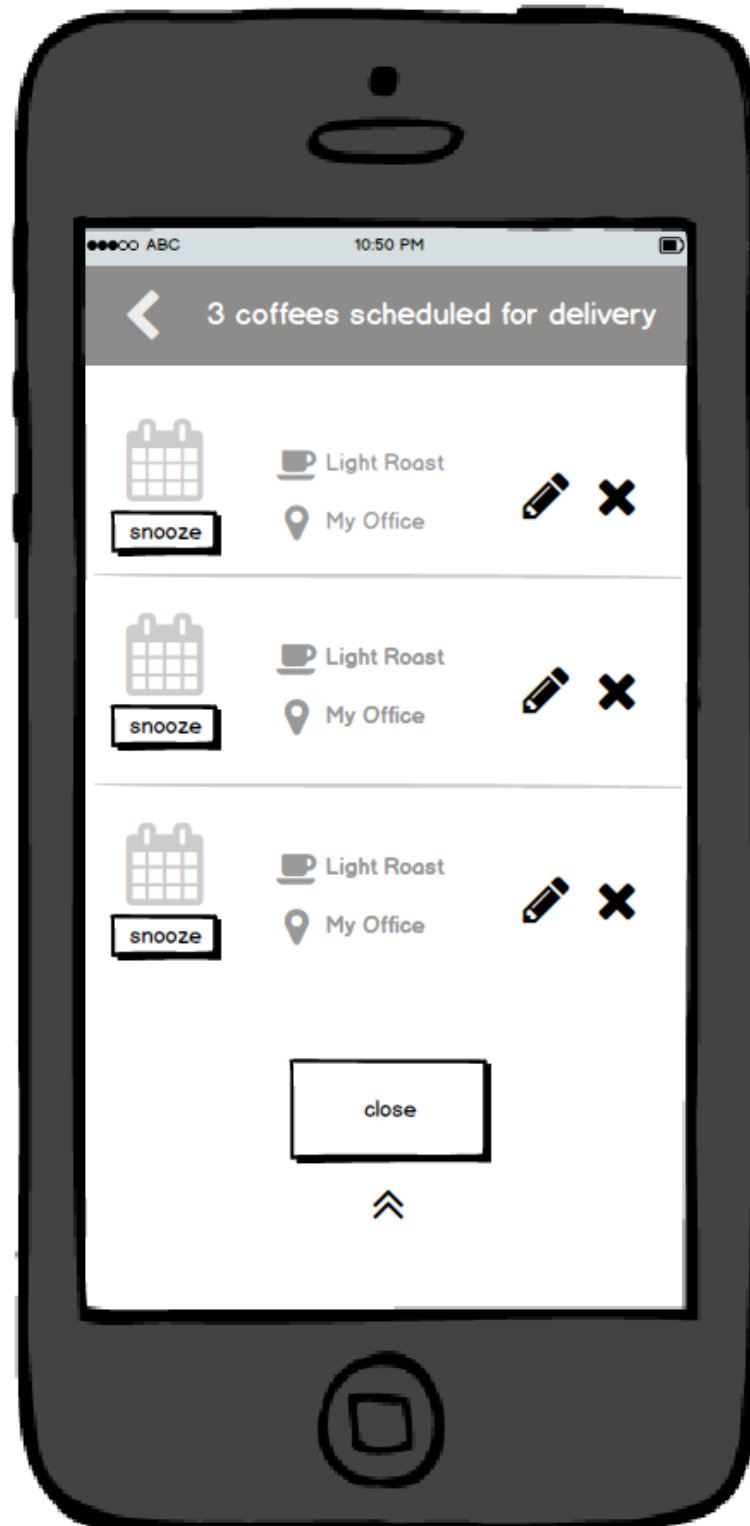 ABC 10:50 PM
3 coffees scheduled for delivery
Light Roast
My Office
snooze
Light Roast
My Office
snooze
Light Roast
My Office
snooze
close